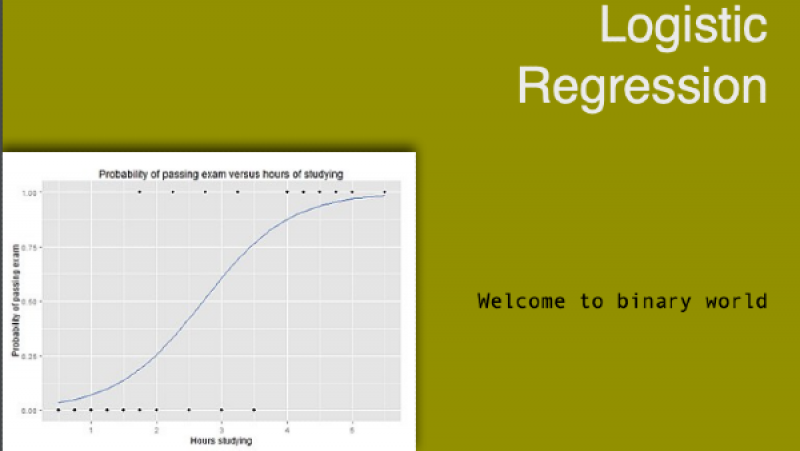 Logistic
Regression
Probability of passing exam versus hours of studying
Probability of passing exam
1.00
0.75
0.50
0.25
0.00
1 2 3 4 5
Hours studying
Welcome to binary world